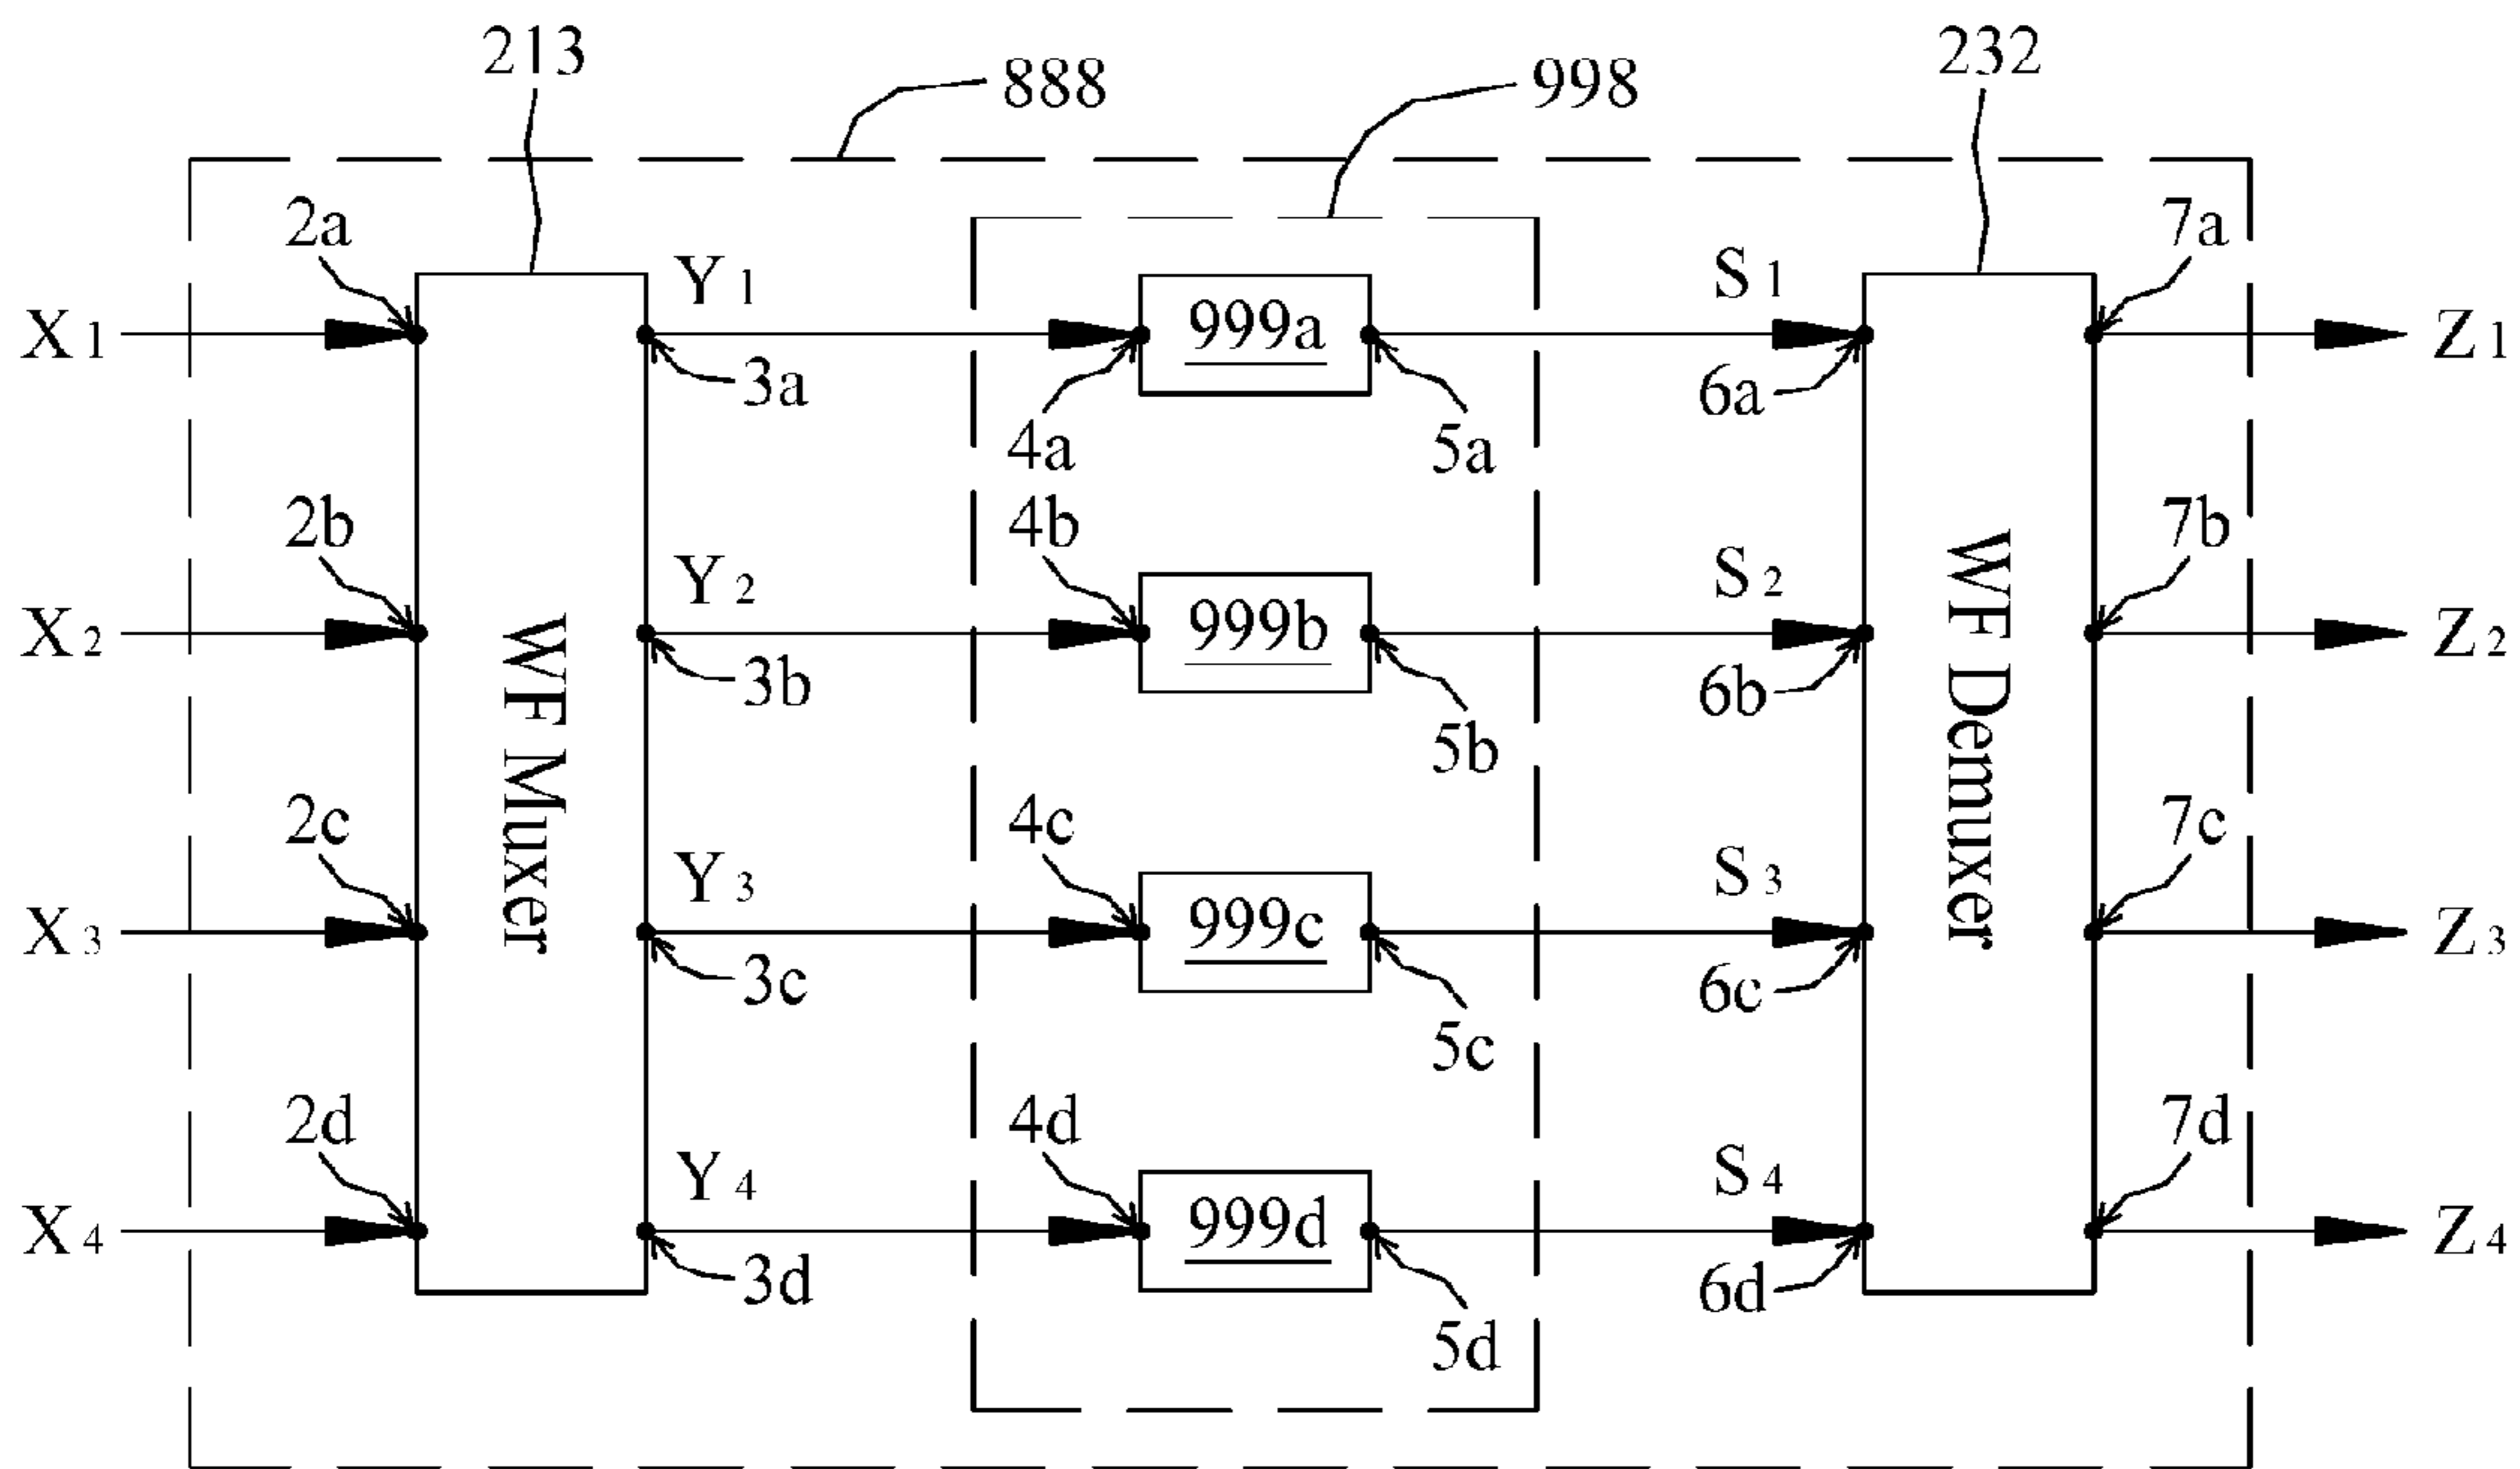 213
888
998
232
2a
7a
X1
Y1
999a
S1
Z1
3a
4a
5a
6a
2b
4b
7b
X2
Y2
999b
S2
Z2
3b
5b
6b
WF Muxer
WF Demuxer
2c
4c
7c
X3
Y3
999c
S3
Z3
3c
5c
6c
2d
4d
7d
X4
Y4
999d
S4
Z4
3d
5d
6d